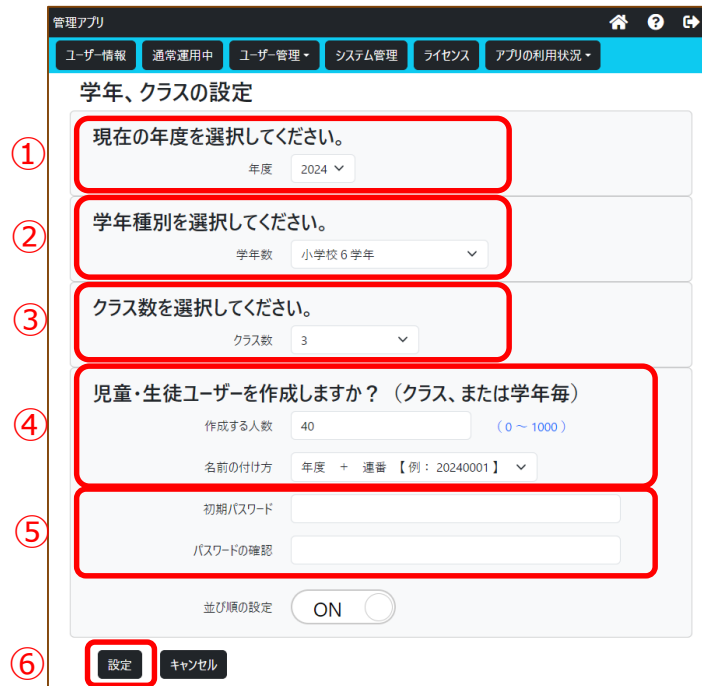 管理アプリ
ユーザー情報 通常運用中 ユーザー管理 システム管理 ライセンス アプリの利用状況
学年、クラスの設定
① 現在の年度を選択してください。
年度 2024
② 学年種別を選択してください。
学年数 小学校6学年
③ クラス数を選択してください。
クラス数 3
④ 児童・生徒ユーザーを作成しますか？（クラス、または学年毎）
作成する人数 40 （0～1000）
名前の付け方 年度 + 連番 【例：20240001】
⑤ 初期パスワード
パスワードの確認
並び順の設定 ON
⑥ 設定 キャンセル